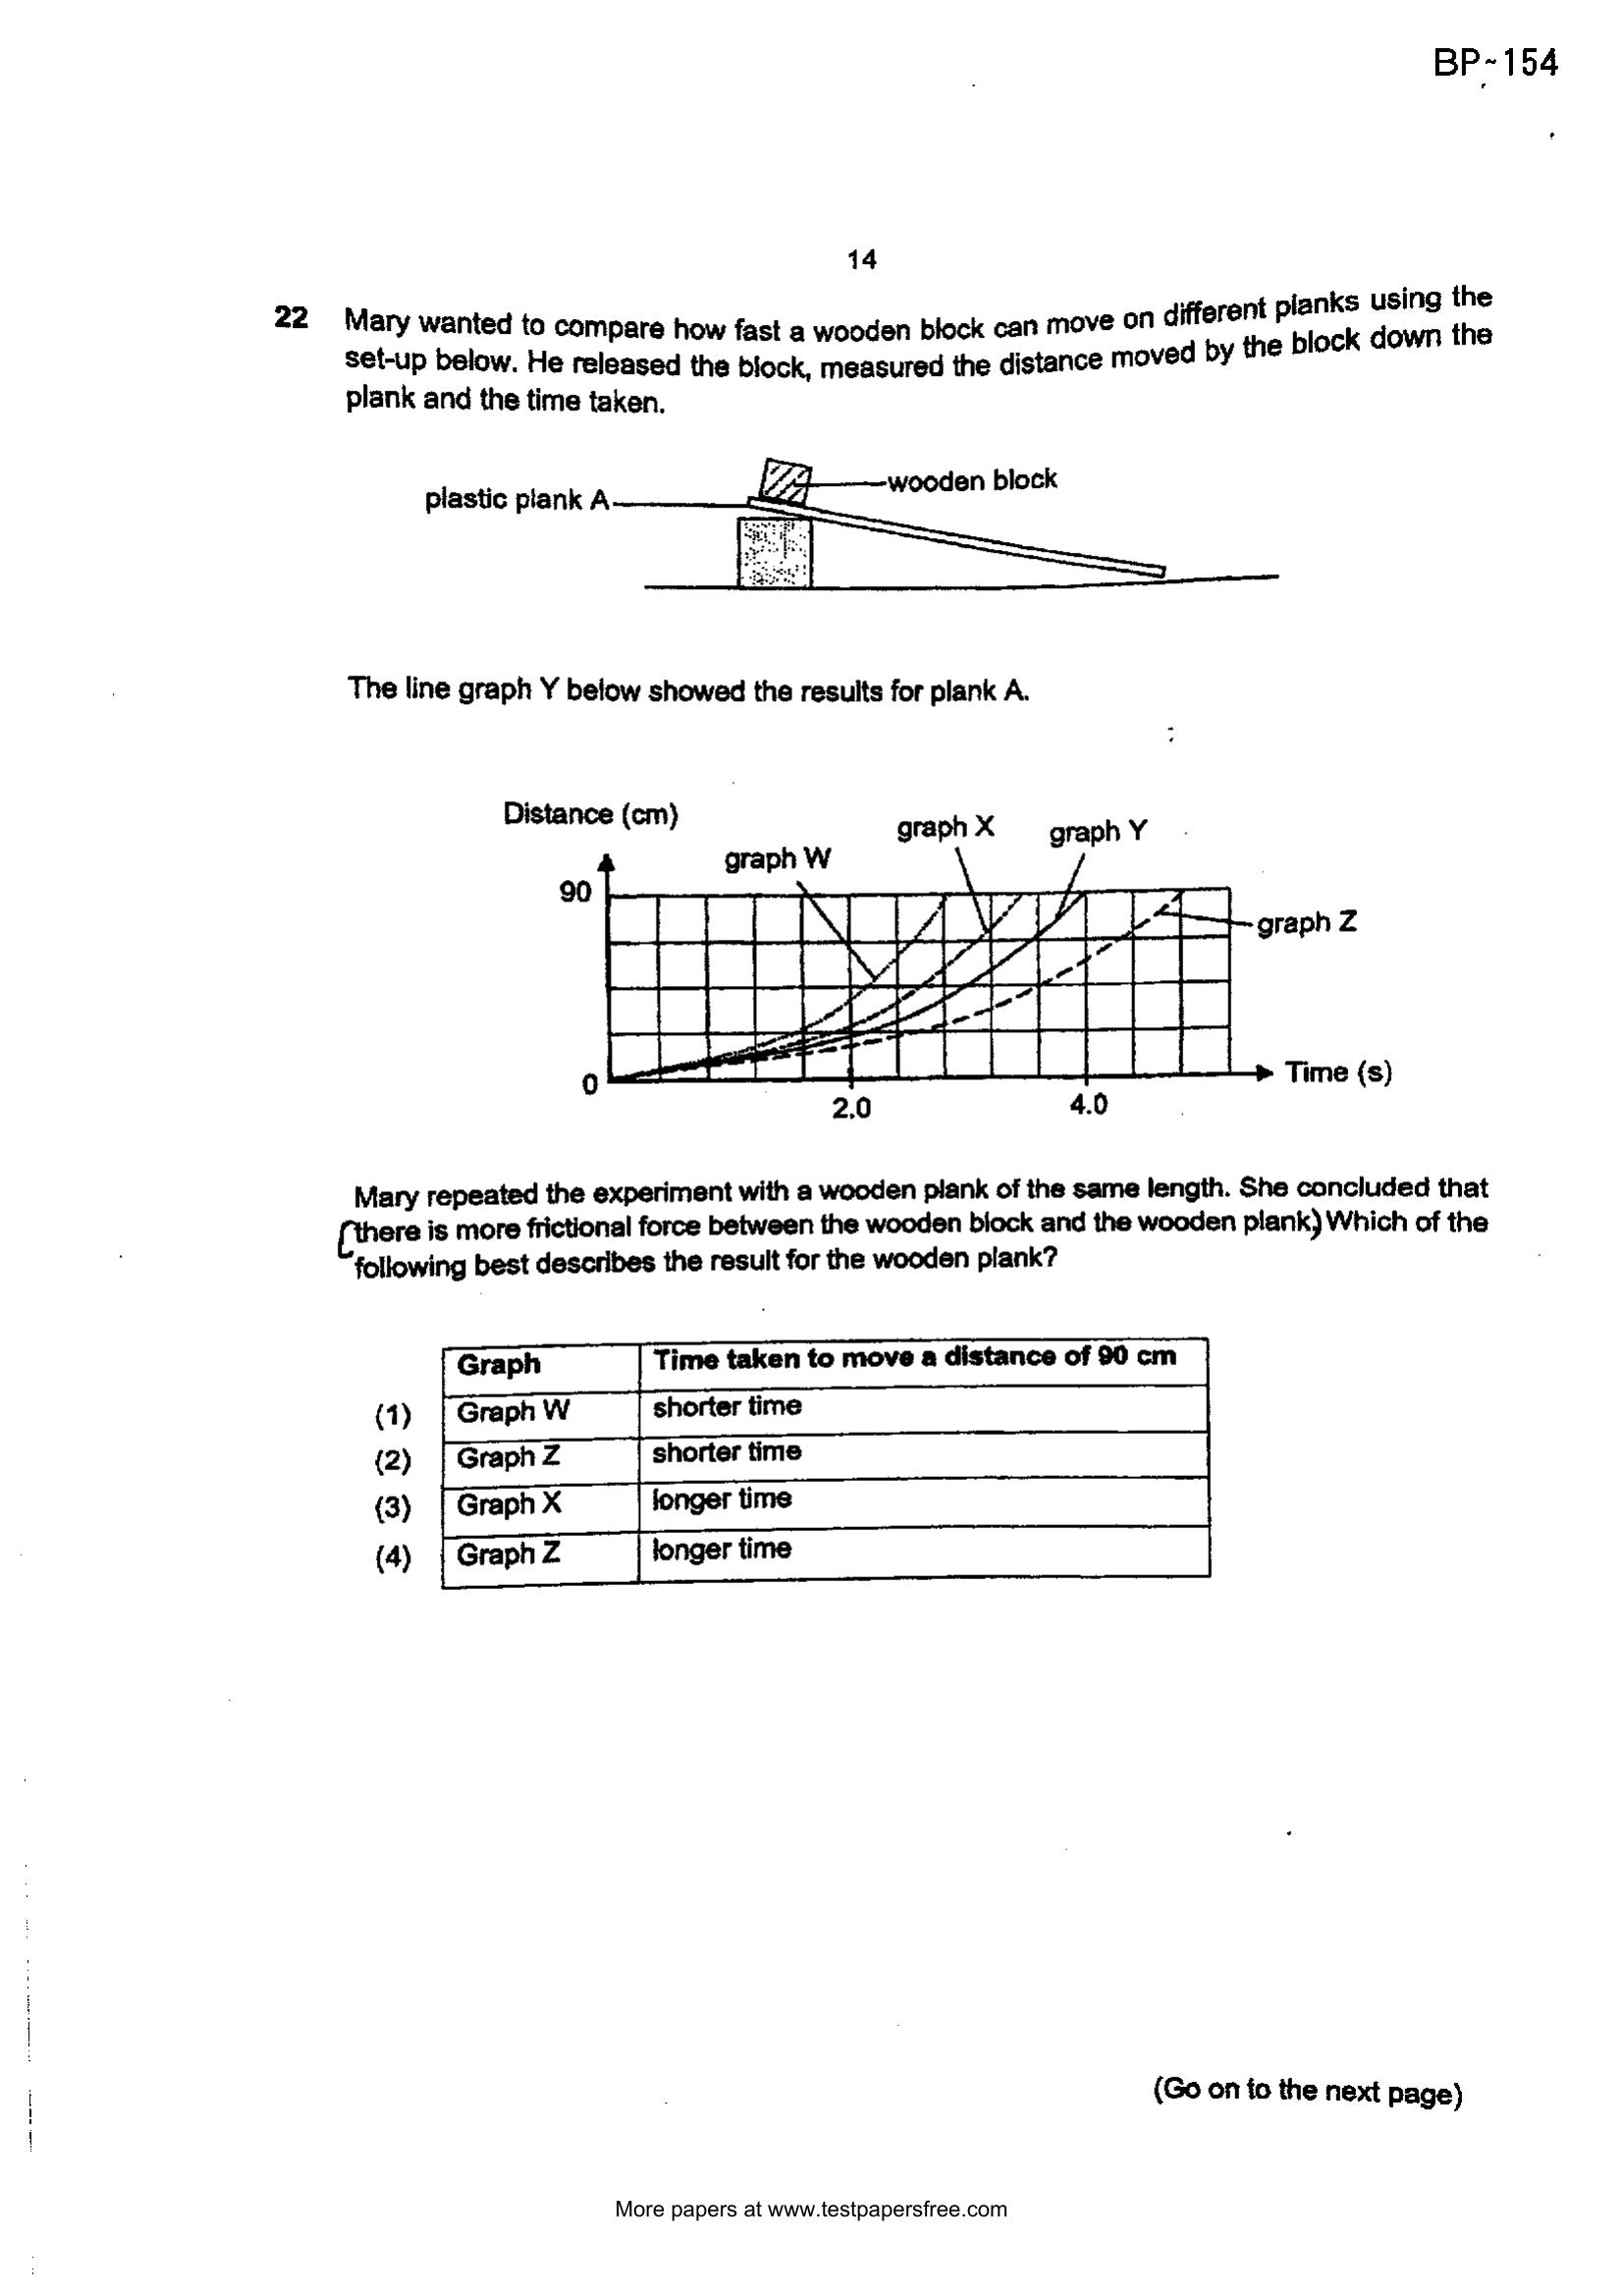 BP~154
14
22 Mary wanted to compare how fast a wooden block can move on different planks using the
set-up below. He released the block, measured the distance moved by the block down the
plank and the time taken.
wooden block
plastic plank A
The line graph Y below showed the results for plank A.
Distance (cm)
graph X
graph Y
graph W
90
graph Z
0
Time (s)
2.0
4.0
Mary repeated the experiment with a wooden plank of the same length. She concluded that
(there is more frictional force between the wooden block and the wooden plank.) Which of the
following best describes the result for the wooden plank?
Graph Time taken to move a distance of 90 cm
(1) Graph W shorter time
(2) Graph Z shorter time
(3) Graph X longer time
(4) Graph Z longer time
(Go on to the next page)
More papers at www.testpapersfree.com